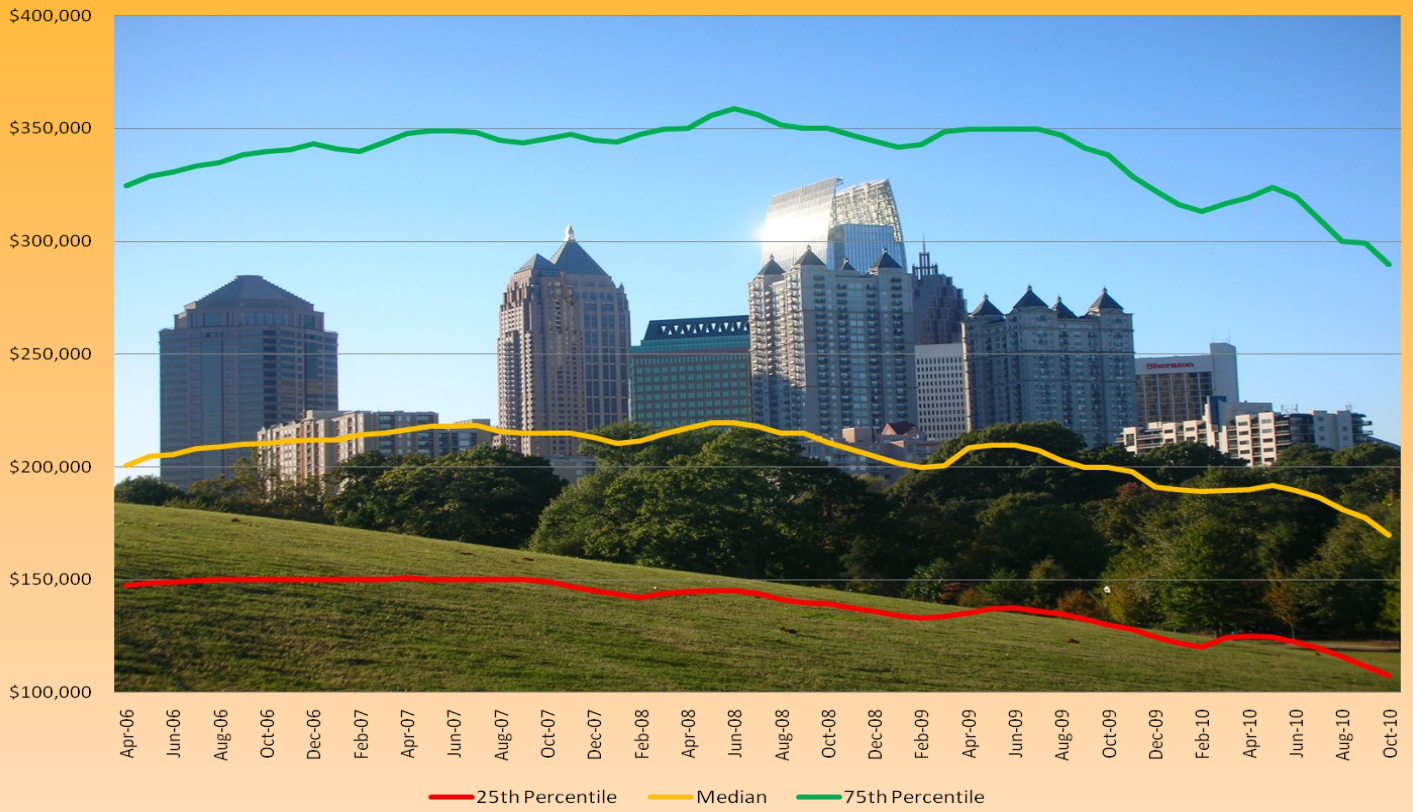 $400,000
$350,000
$300,000
$250,000
$200,000
$150,000
$100,000
Sheraton
Apr-06
Jun-06
Aug-06
Oct-06
Dec-06
Feb-07
Apr-07
Jun-07
Aug-07
Oct-07
Dec-07
Feb-08
Apr-08
Jun-08
Aug-08
Oct-08
Dec-08
Feb-09
Apr-09
Jun-09
Aug-09
Oct-09
Dec-09
Feb-10
Apr-10
Jun-10
Aug-10
Oct-10
25th Percentile Median 75th Percentile